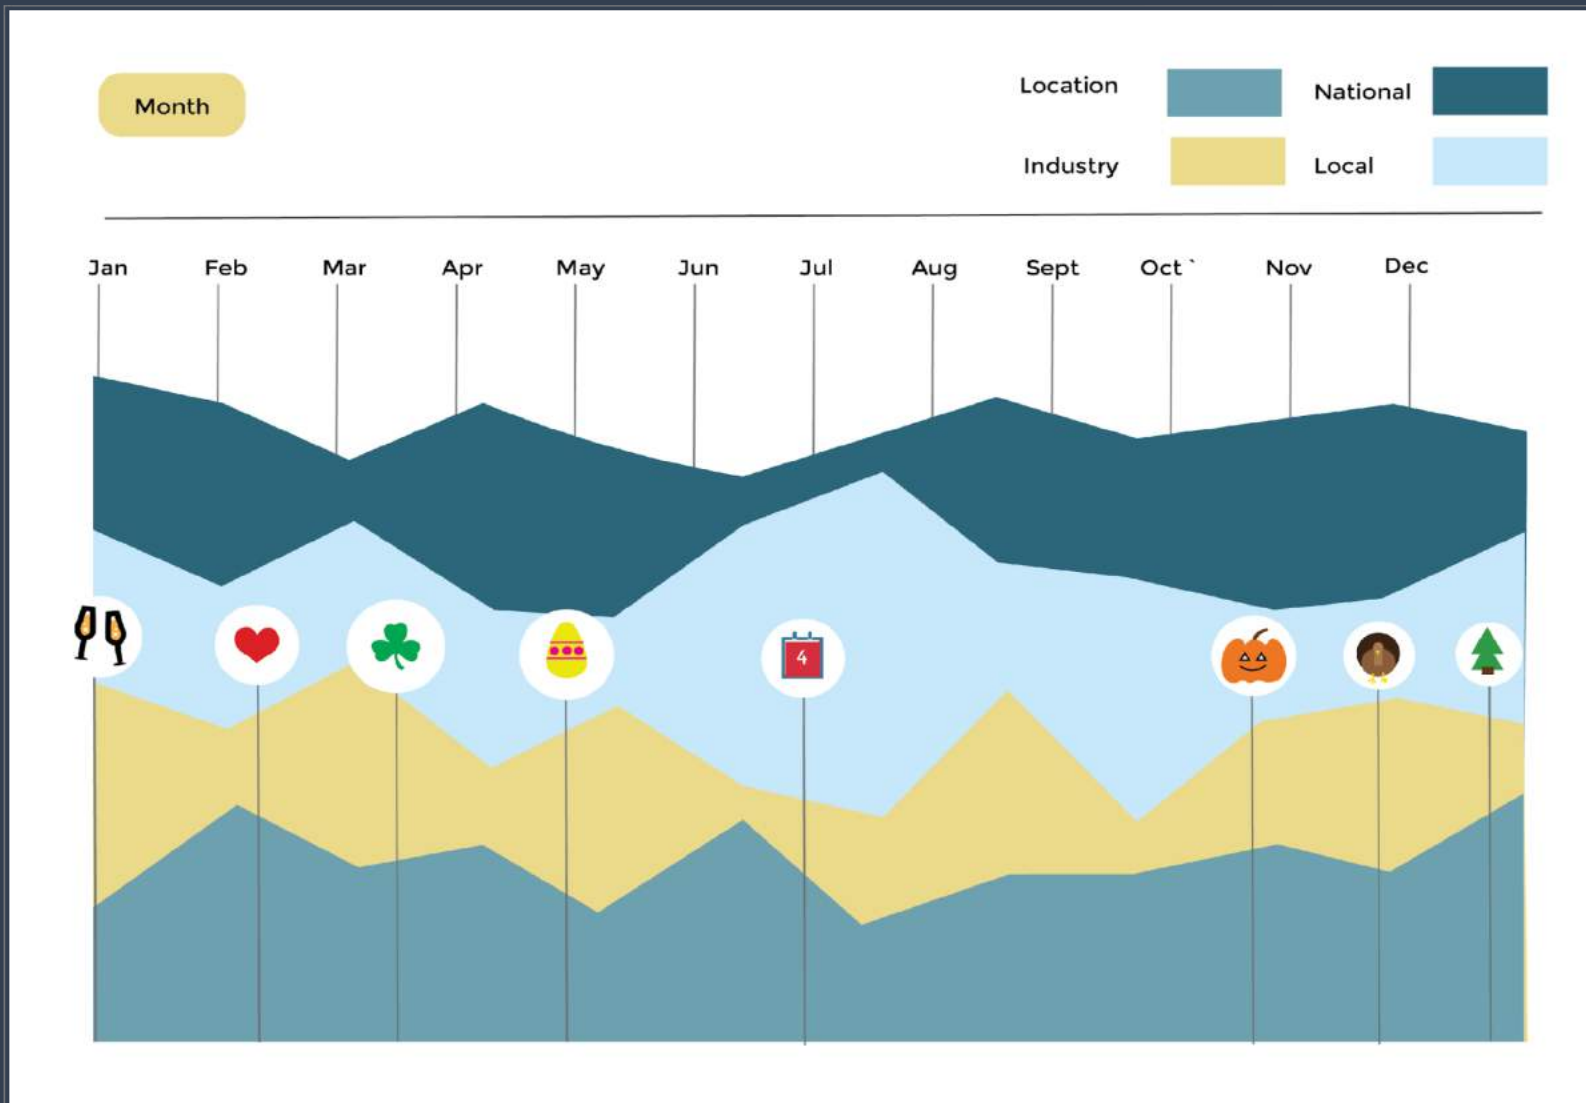 Month
Location
National
Industry
Local
Jan Feb Mar Apr May Jun Jul Aug Sept Oct ` Nov Dec
4